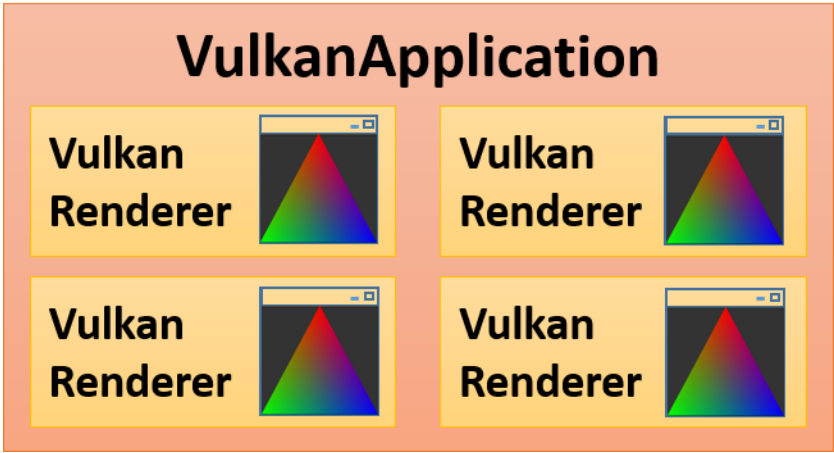 VulkanApplication
Vulkan
Renderer
Vulkan
Renderer
Vulkan
Renderer
Vulkan
Renderer